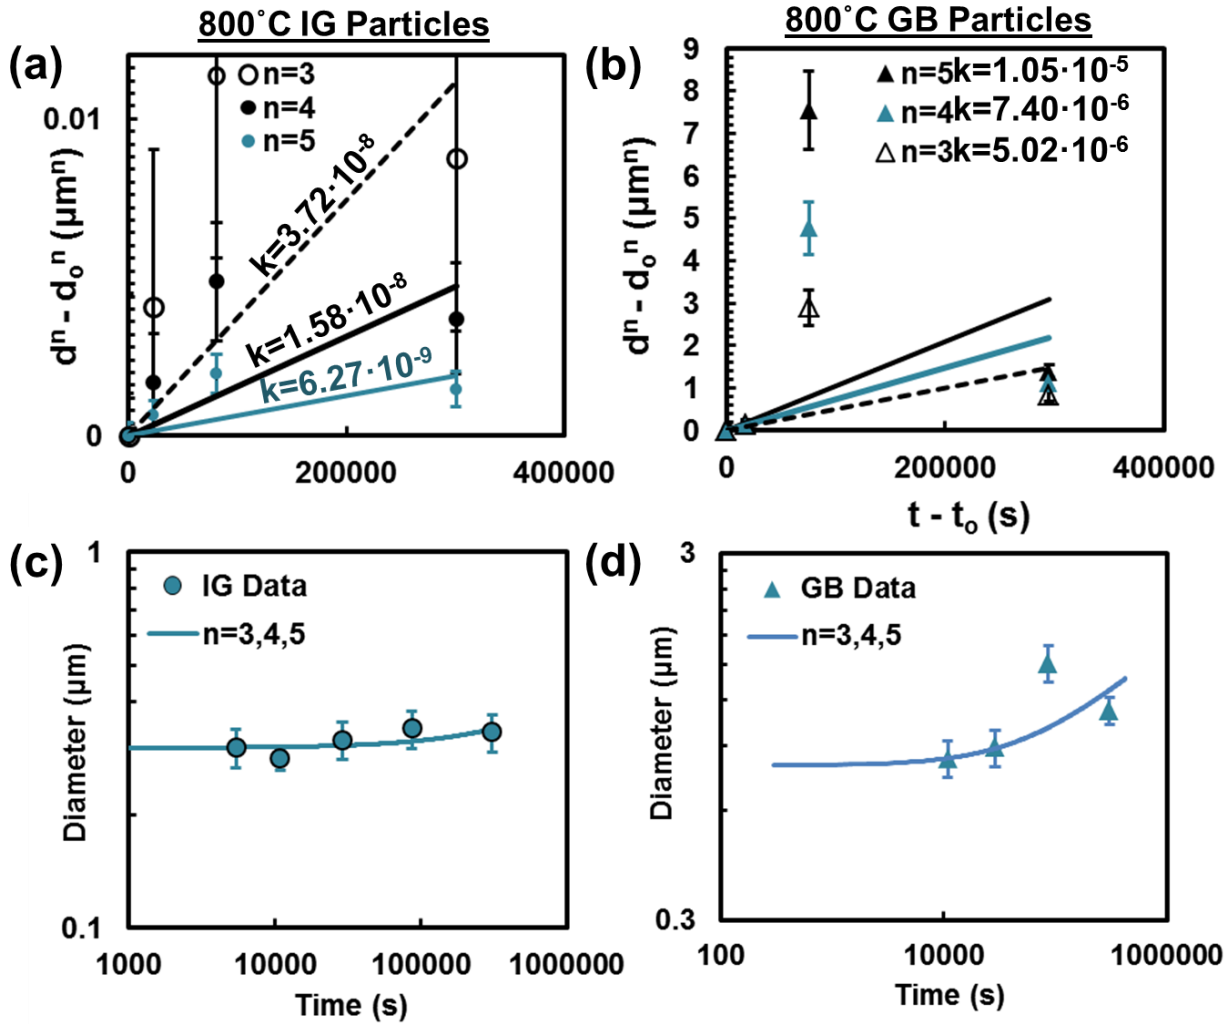 800˚C IG Particles
(a)
n=3
n=4
n=5
0.01
0
dⁿ - dₒⁿ (µmⁿ)
k=3.72·10⁻⁸
k=1.58·10⁻⁸
k=6.27·10⁻⁹
0 200000 400000
800˚C GB Particles
(b)
9
8
7
6
5
4
3
2
1
0
dⁿ - dₒⁿ (µmⁿ)
n=5 k=1.05·10⁻⁵
n=4 k=7.40·10⁻⁶
n=3 k=5.02·10⁻⁶
0 200000 400000
t - tₒ (s)
(c)
1
0.1
Diameter (µm)
IG Data
n=3,4,5
1000 10000 100000 1000000
Time (s)
(d)
3
0.3
Diameter (µm)
GB Data
n=3,4,5
100 10000 1000000
Time (s)